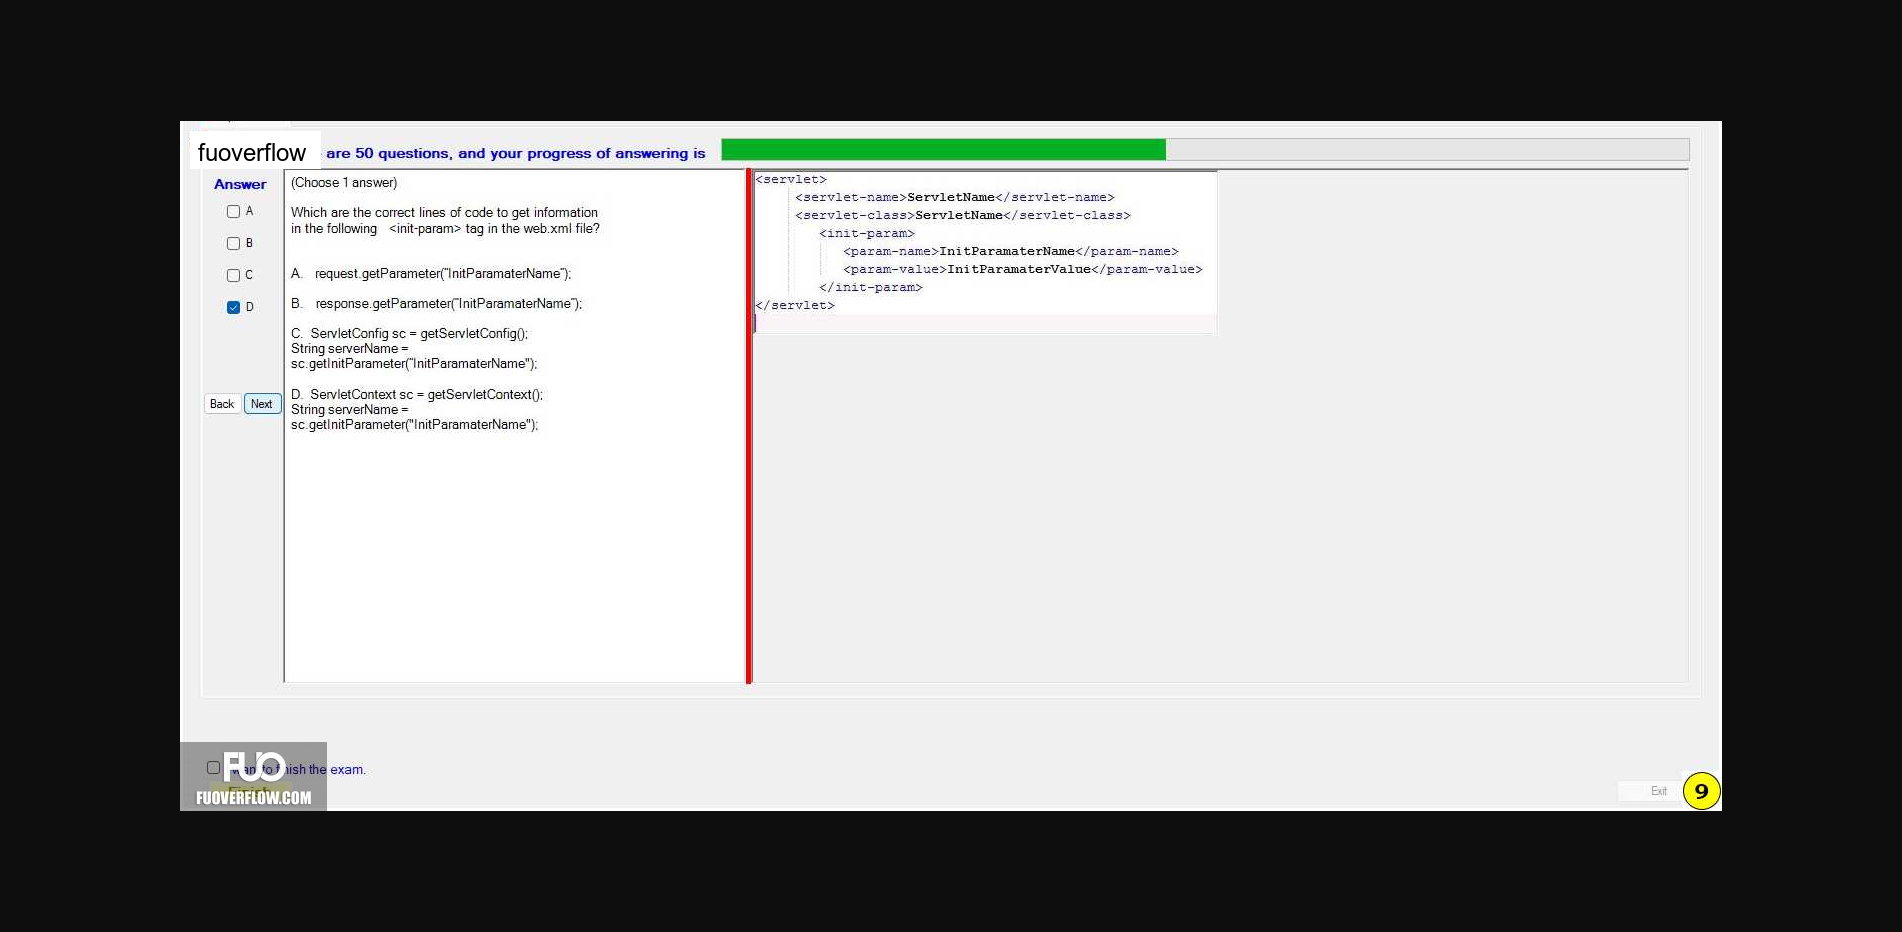 fuoverflow are 50 questions, and your progress of answering is
Answer
A
B
C
D
Back Next
(Choose 1 answer)
Which are the correct lines of code to get information
in the following <init-param> tag in the web.xml file?
A. request.getParameter("InitParamaterName");
B. response.getParameter("InitParamaterName");
C. ServletConfig sc = getServletConfig();
String serverName =
sc.getInitParameter("InitParamaterName");
D. ServletContext sc = getServletContext();
String serverName =
sc.getInitParameter("InitParamaterName");
<servlet>
<servlet-name>ServletName</servlet-name>
<servlet-class>ServletName</servlet-class>
<init-param>
<param-name>InitParamaterName</param-name>
<param-value>InitParamaterValue</param-value>
</init-param>
</servlet>
FUO
want to finish the exam.
Finish
FUOVERFLOW.COM
Exit
9